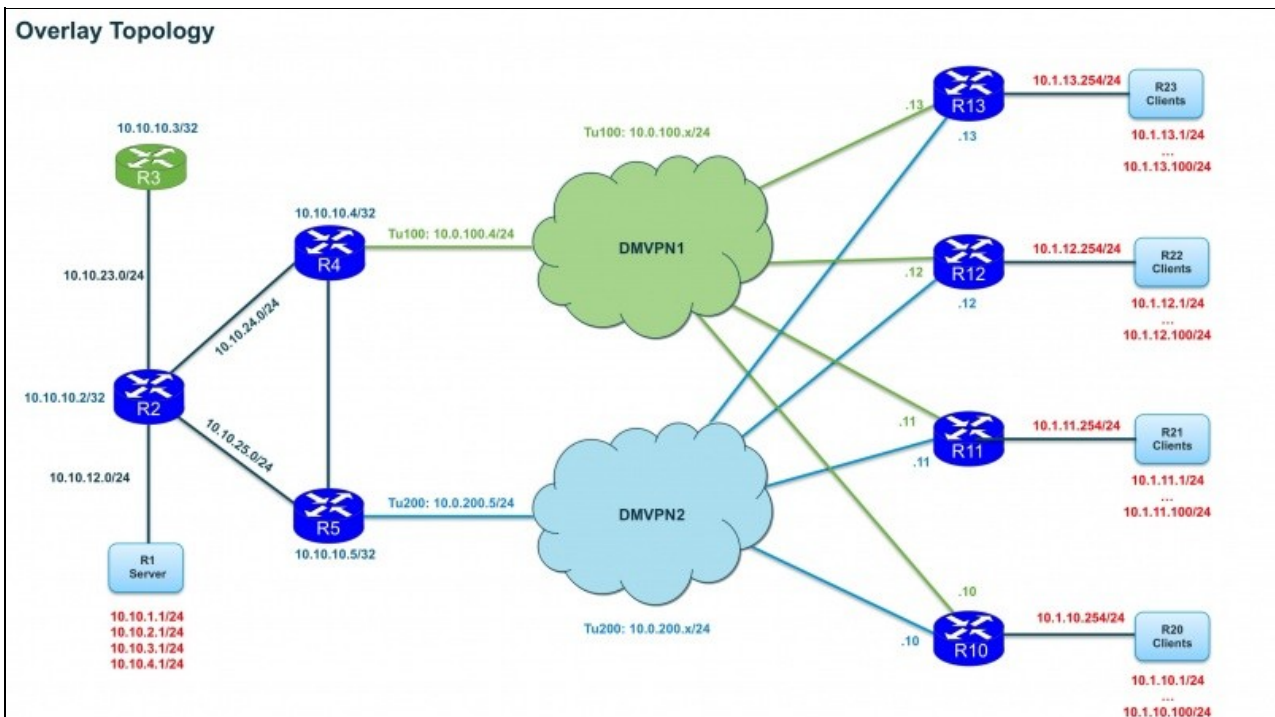 Overlay Topology
10.10.10.3/32
R3
10.10.23.0/24
10.10.10.4/32
R4
10.10.24.0/24
10.10.10.2/32
R2
10.10.25.0/24
10.10.12.0/24
R5
10.10.10.5/32
R1
Server
10.10.1.1/24
10.10.2.1/24
10.10.3.1/24
10.10.4.1/24
Tu100: 10.0.100.x/24
Tu100: 10.0.100.4/24
DMVPN1
Tu200: 10.0.200.5/24
DMVPN2
Tu200: 10.0.200.x/24
.13
R13
.13
10.1.13.254/24
R23
Clients
10.1.13.1/24
...
10.1.13.100/24
.12
R12
.12
10.1.12.254/24
R22
Clients
10.1.12.1/24
...
10.1.12.100/24
.11
R11
.11
10.1.11.254/24
R21
Clients
10.1.11.1/24
...
10.1.11.100/24
.10
R10
.10
10.1.10.254/24
R20
Clients
10.1.10.1/24
...
10.1.10.100/24